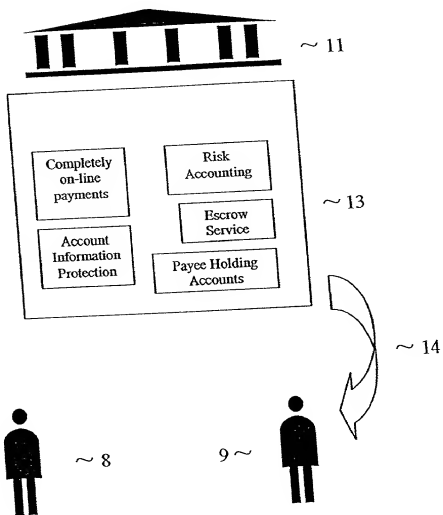 ~ 11
Completely
on-line
payments
Risk
Accounting
~ 13
Escrow
Service
Account
Information
Protection
Payee Holding
Accounts
~ 14
~ 8
9 ~